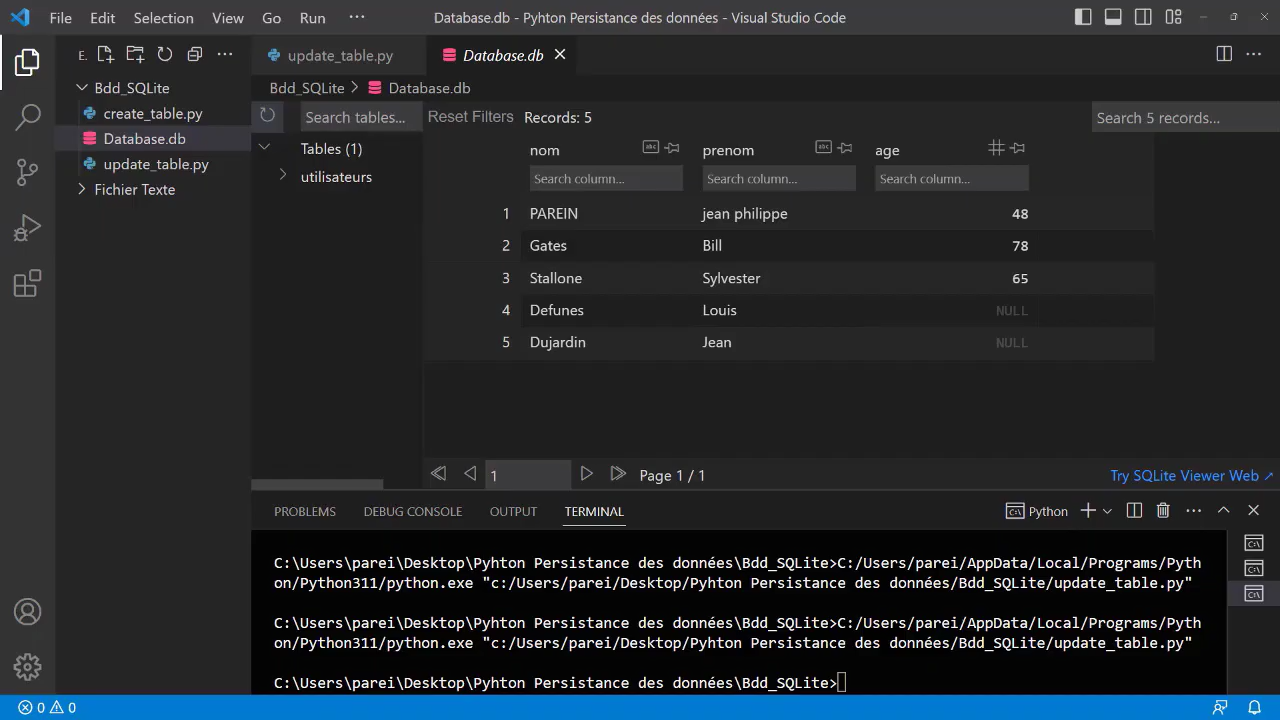 File Edit Selection View Go Run ··· Database.db - Pyhton Persistance des données - Visual Studio Code
E. ···
update_table.py Database.db ···
Bdd_SQLite
create_table.py
Database.db
update_table.py
Fichier Texte
Bdd_SQLite > Database.db
Search tables... Reset Filters Records: 5 Search 5 records...
Tables (1)
utilisateurs
nom abc prenom abc age
Search column... Search column... Search column...
1 PAREIN jean philippe 48
2 Gates Bill 78
3 Stallone Sylvester 65
4 Defunes Louis NULL
5 Dujardin Jean NULL
1 Page 1 / 1 Try SQLite Viewer Web ↗
PROBLEMS DEBUG CONSOLE OUTPUT TERMINAL Python ···
C:\Users\parei\Desktop\Pyhton Persistance des données\Bdd_SQLite>C:/Users/parei/AppData/Local/Programs/Pyth
on/Python311/python.exe "c:/Users/parei/Desktop/Pyhton Persistance des données/Bdd_SQLite/update_table.py"
C:\Users\parei\Desktop\Pyhton Persistance des données\Bdd_SQLite>C:/Users/parei/AppData/Local/Programs/Pyth
on/Python311/python.exe "c:/Users/parei/Desktop/Pyhton Persistance des données/Bdd_SQLite/update_table.py"
C:\Users\parei\Desktop\Pyhton Persistance des données\Bdd_SQLite>
0 0